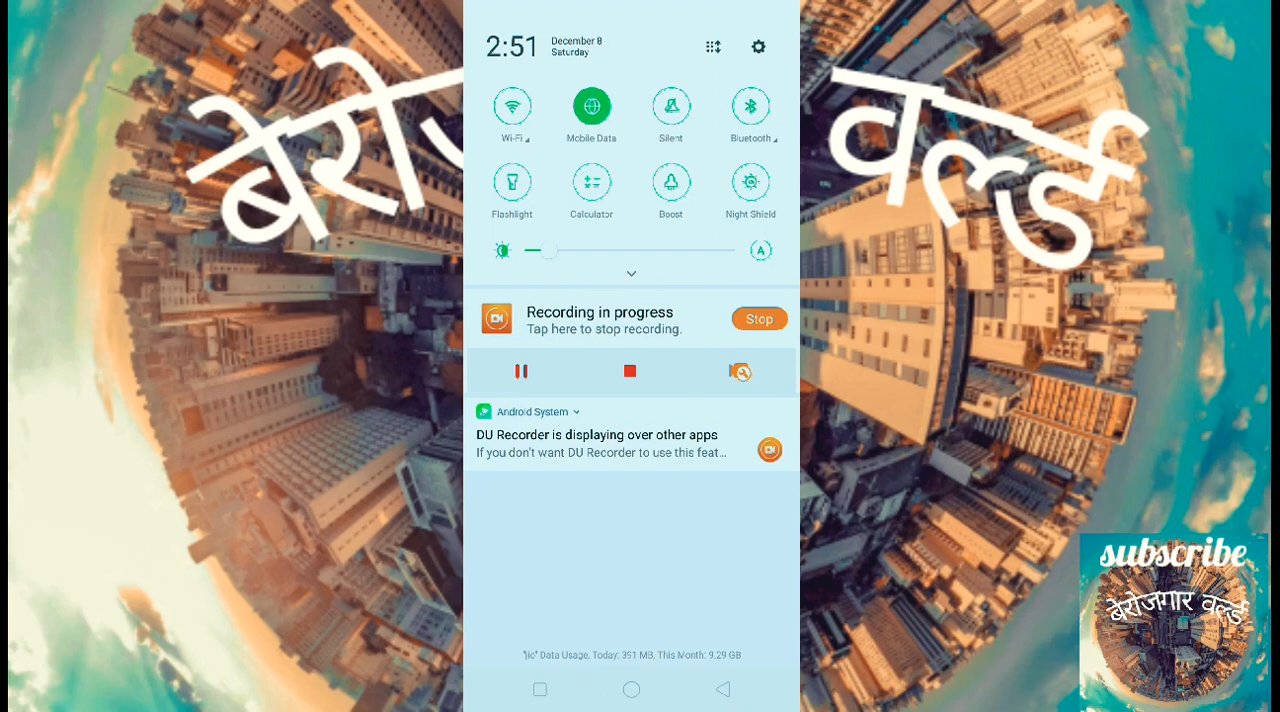 बेरोज
वर्ल्ड
2:51
December 8
Saturday
Wi-Fi
Mobile Data
Silent
Bluetooth
Flashlight
Calculator
Boost
Night Shield
A
Recording in progress
Tap here to stop recording.
Stop
Android System
DU Recorder is displaying over other apps
If you don't want DU Recorder to use this feat...
"jio" Data Usage, Today: 391 MB, This Month: 9.29 GB
subscribe
बेरोजगार वर्ल्ड